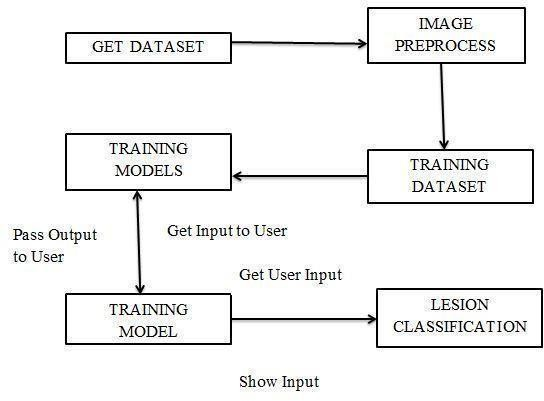 GET DATASET
IMAGE
PREPROCESS
TRAINING
MODELS
TRAINING
DATASET
Pass Output
to User
Get Input to User
Get User Input
TRAINING
MODEL
LESION
CLASSIFICATION
Show Input